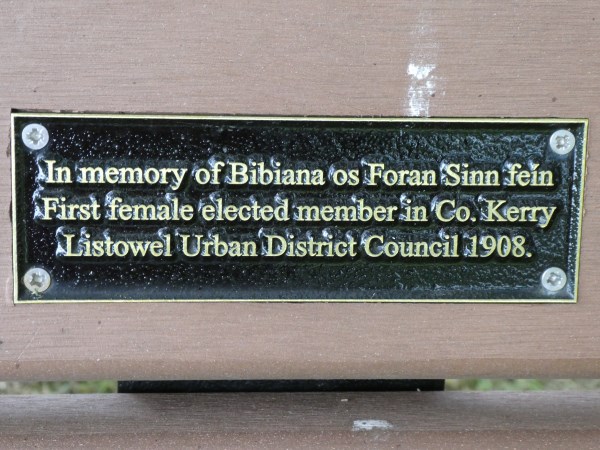 In memory of Bibiana os Foran Sinn fein
First female elected member in Co. Kerry
Listowel Urban District Council 1908.